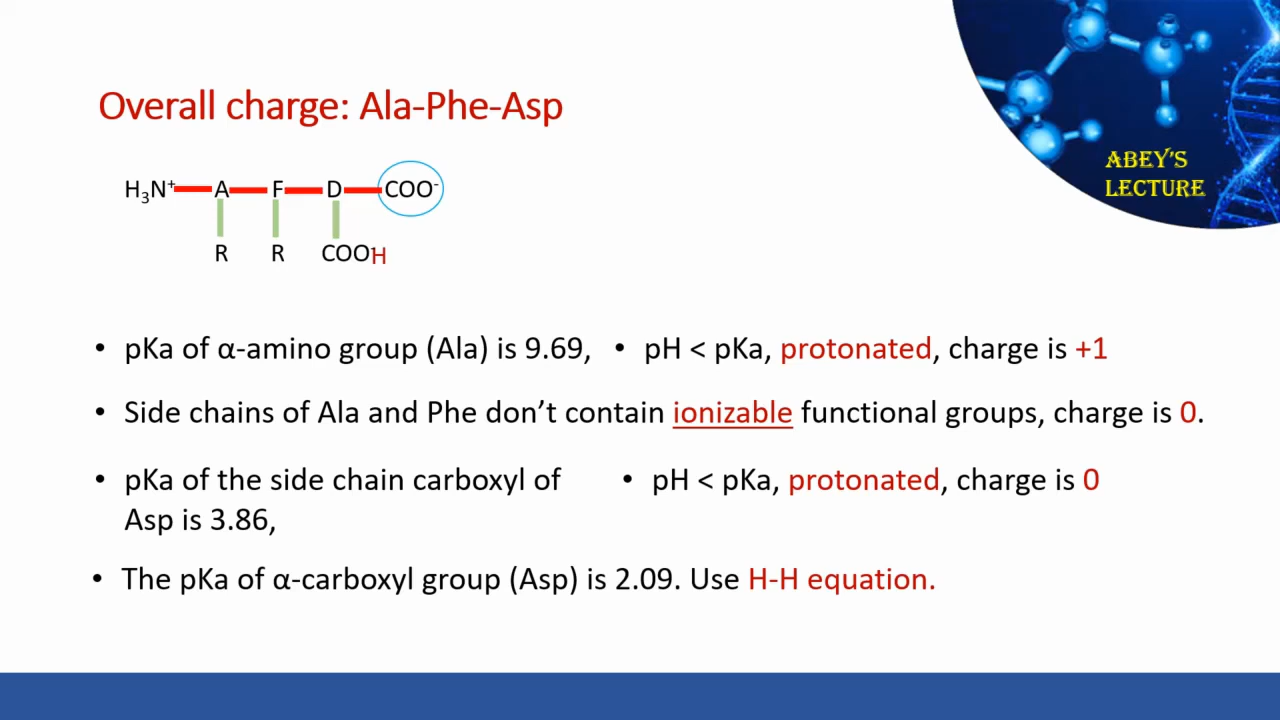 Overall charge: Ala-Phe-Asp
ABEY'S
LECTURE
H₃N⁺ A F D COO⁻
R R COOH
• pKa of α-amino group (Ala) is 9.69, • pH < pKa, protonated, charge is +1
• Side chains of Ala and Phe don't contain ionizable functional groups, charge is 0.
• pKa of the side chain carboxyl of • pH < pKa, protonated, charge is 0
Asp is 3.86,
• The pKa of α-carboxyl group (Asp) is 2.09. Use H-H equation.